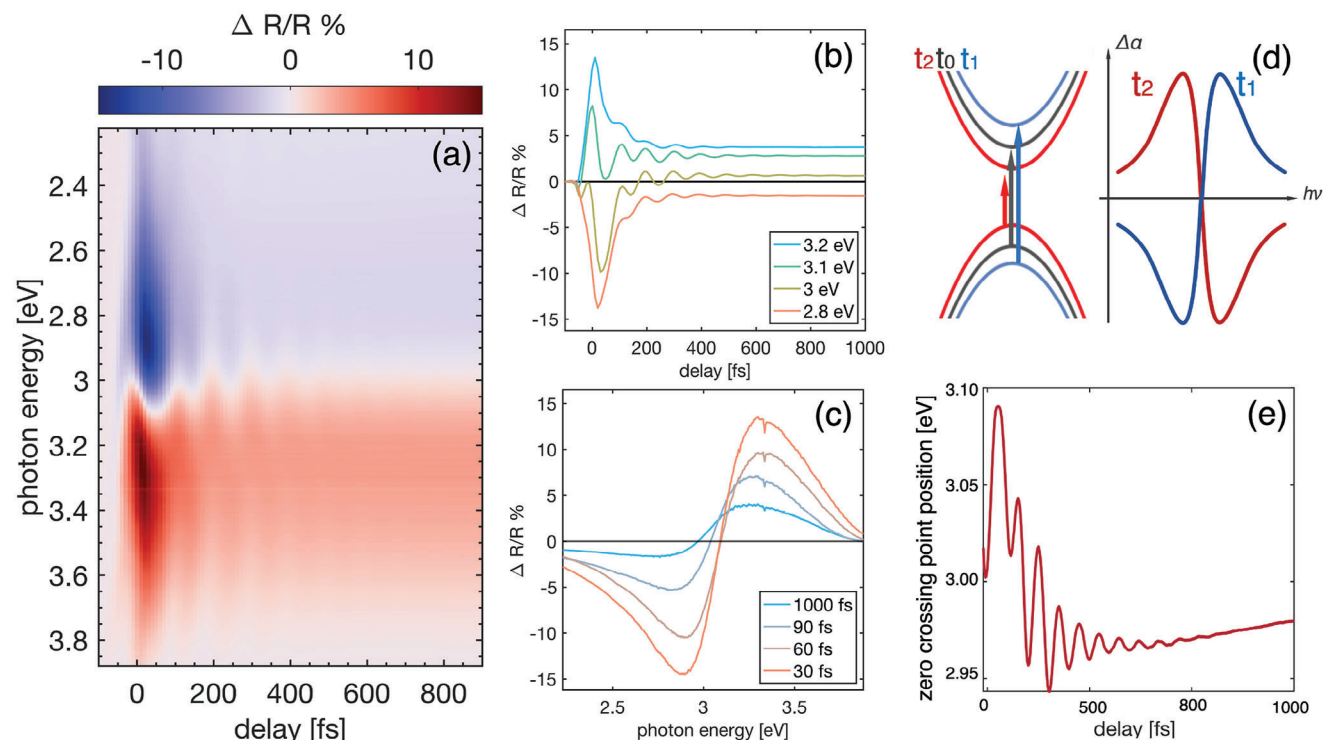 Δ R/R %
-10 0 10
(a)
2.4
2.6
2.8
3
3.2
3.4
3.6
3.8
photon energy [eV]
0 200 400 600 800
delay [fs]
(b)
15
10
5
0
-5
-10
-15
Δ R/R %
3.2 eV
3.1 eV
3 eV
2.8 eV
0 200 400 600 800 1000
delay [fs]
(c)
15
10
5
0
-5
-10
-15
Δ R/R %
1000 fs
90 fs
60 fs
30 fs
2.5 3 3.5
photon energy [eV]
t2 t0 t1
Δα
(d)
t2 t1
hν
(e)
3.10
3.05
3.00
2.95
zero crossing point position [eV]
0 500 800 1000
delay [fs]